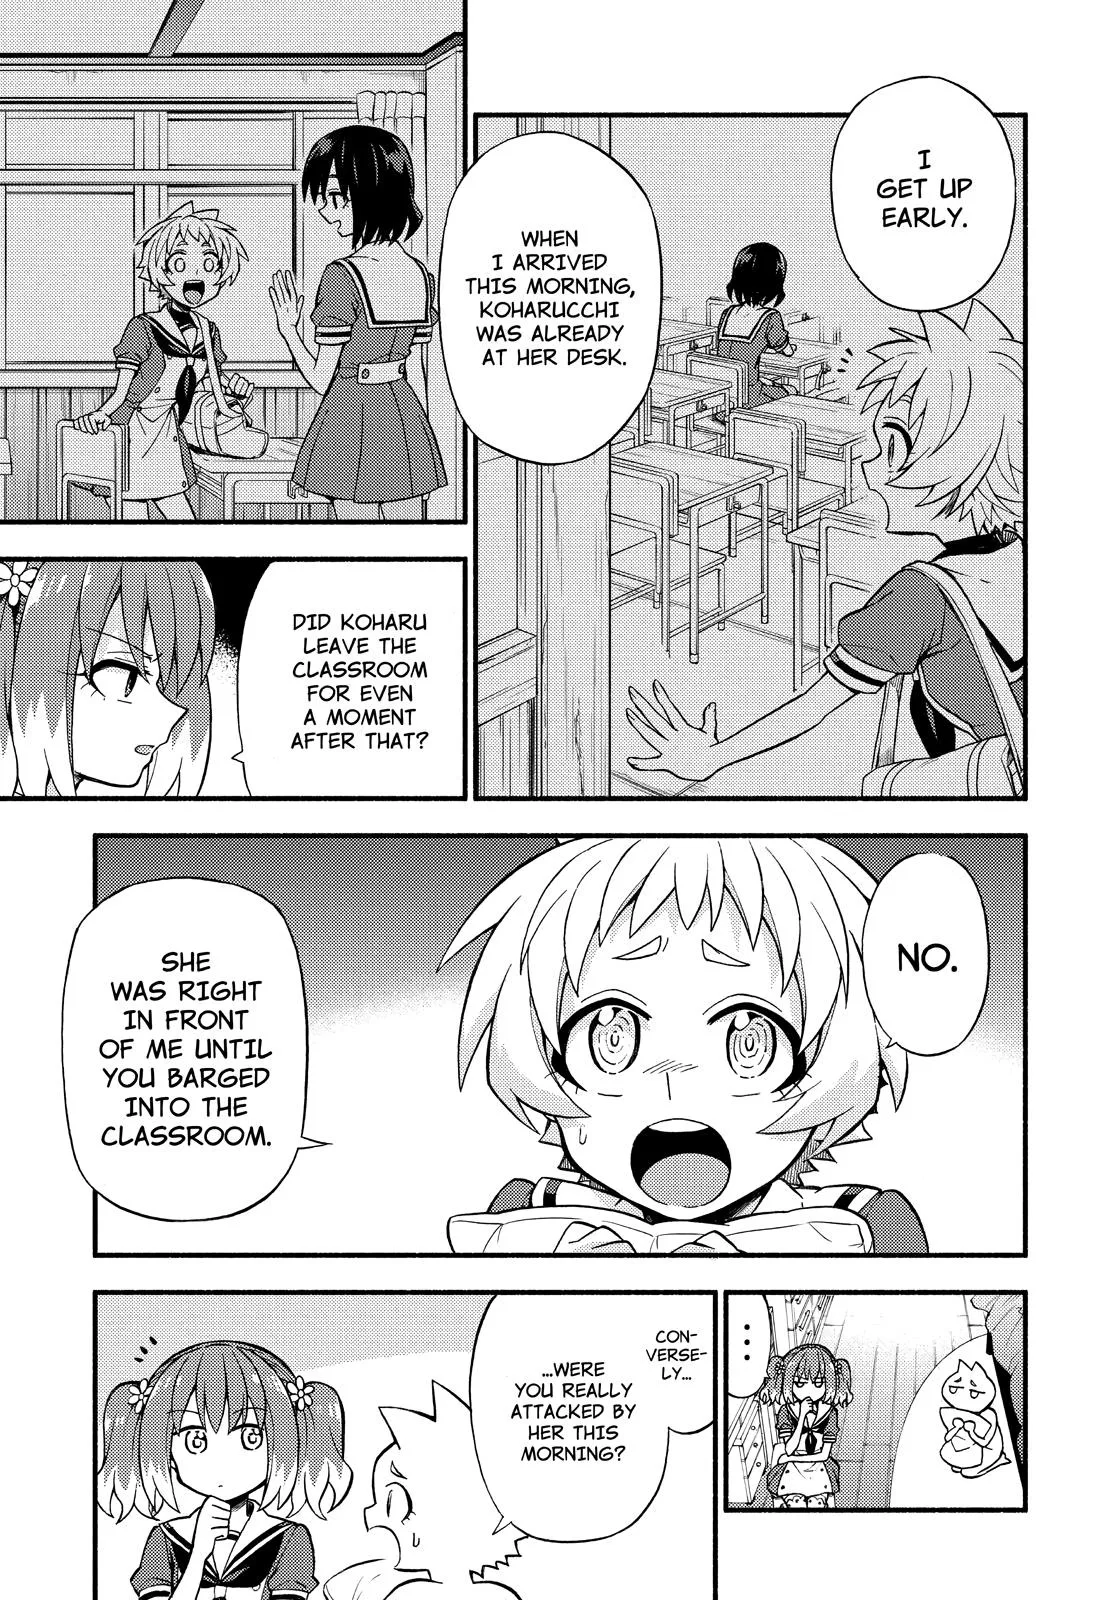 I
GET UP
EARLY.
WHEN
I ARRIVED
THIS MORNING,
KOHARUCCHI
WAS ALREADY
AT HER DESK.
DID KOHARU
LEAVE THE
CLASSROOM
FOR EVEN
A MOMENT
AFTER THAT?
NO.
SHE
WAS RIGHT
IN FRONT
OF ME UNTIL
YOU BARGED
INTO THE
CLASSROOM.
...
CON-
VERSE-
LY...
...WERE
YOU REALLY
ATTACKED BY
HER THIS
MORNING?